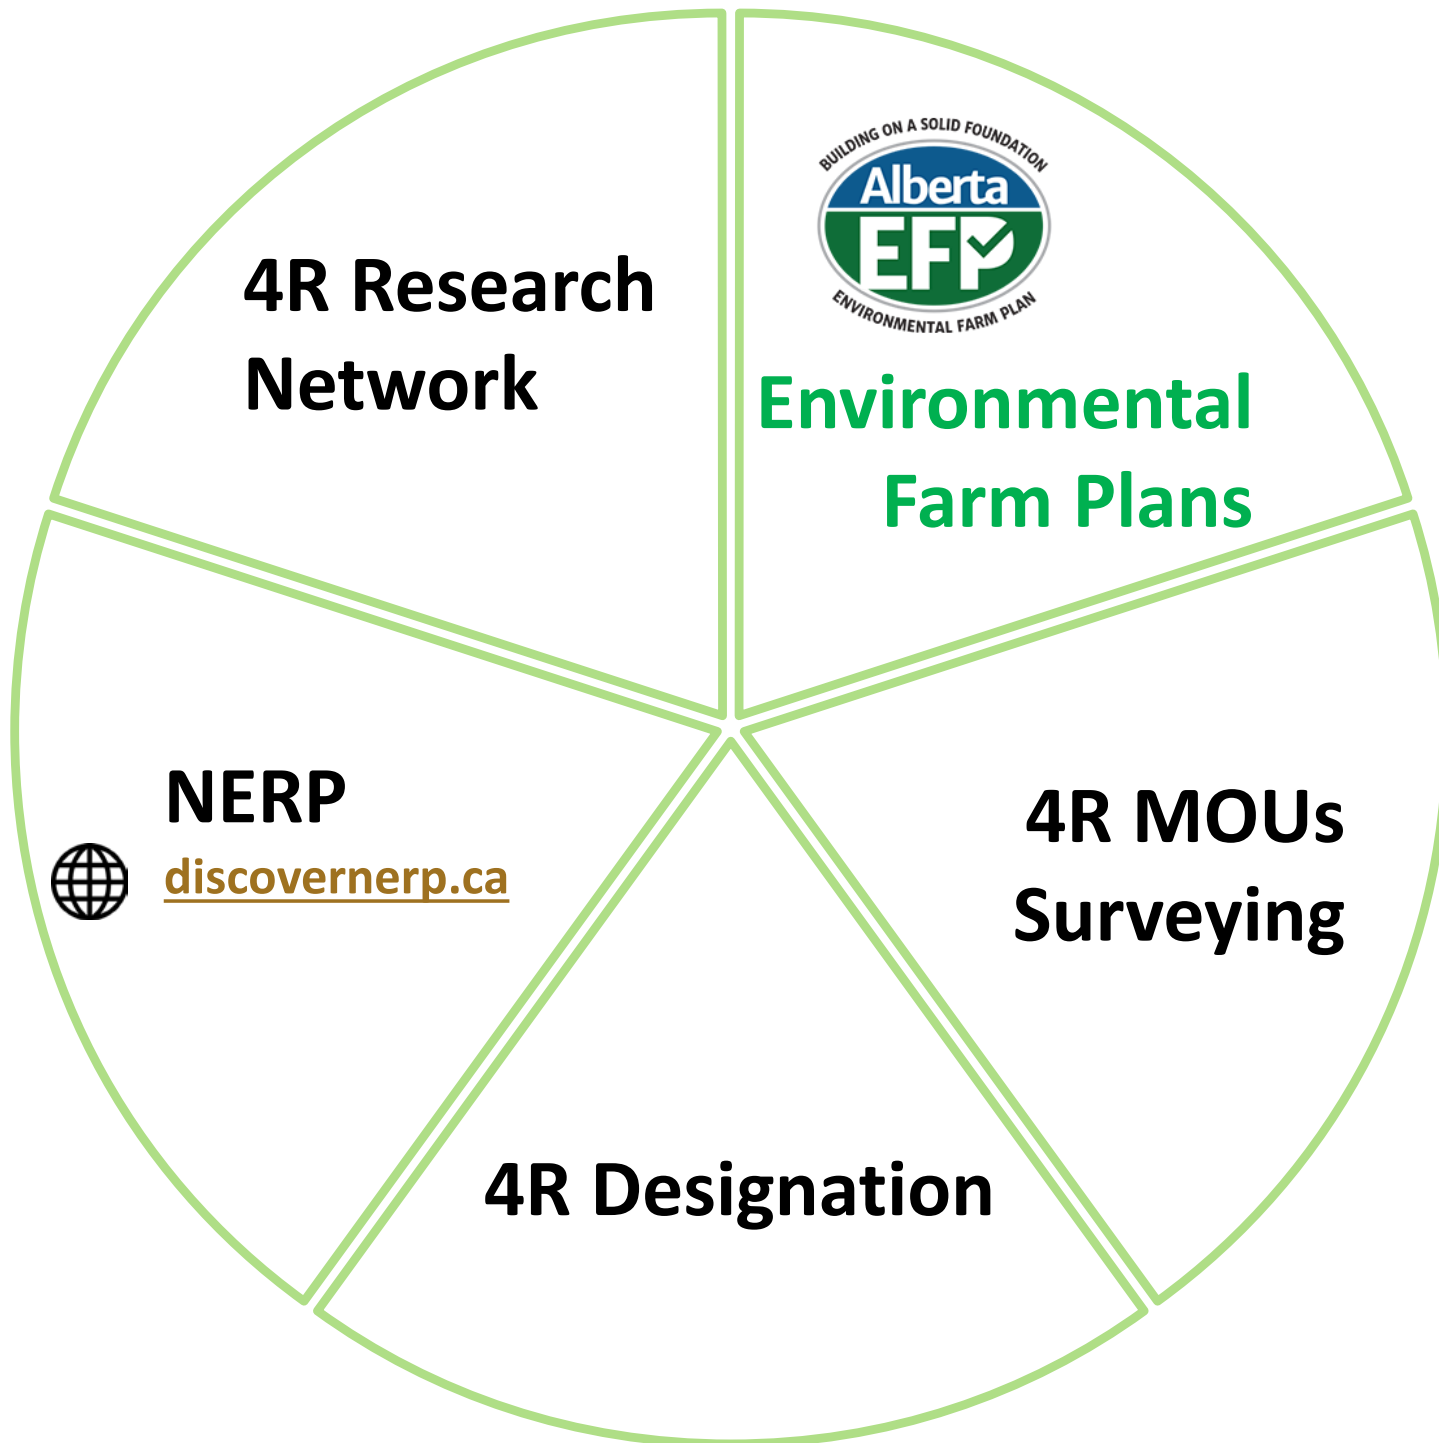 BUILDING ON A SOLID FOUNDATION
Alberta
EFP
ENVIRONMENTAL FARM PLAN
Environmental
Farm Plans
4R Research
Network
NERP
discovernerp.ca
4R MOUs
Surveying
4R Designation